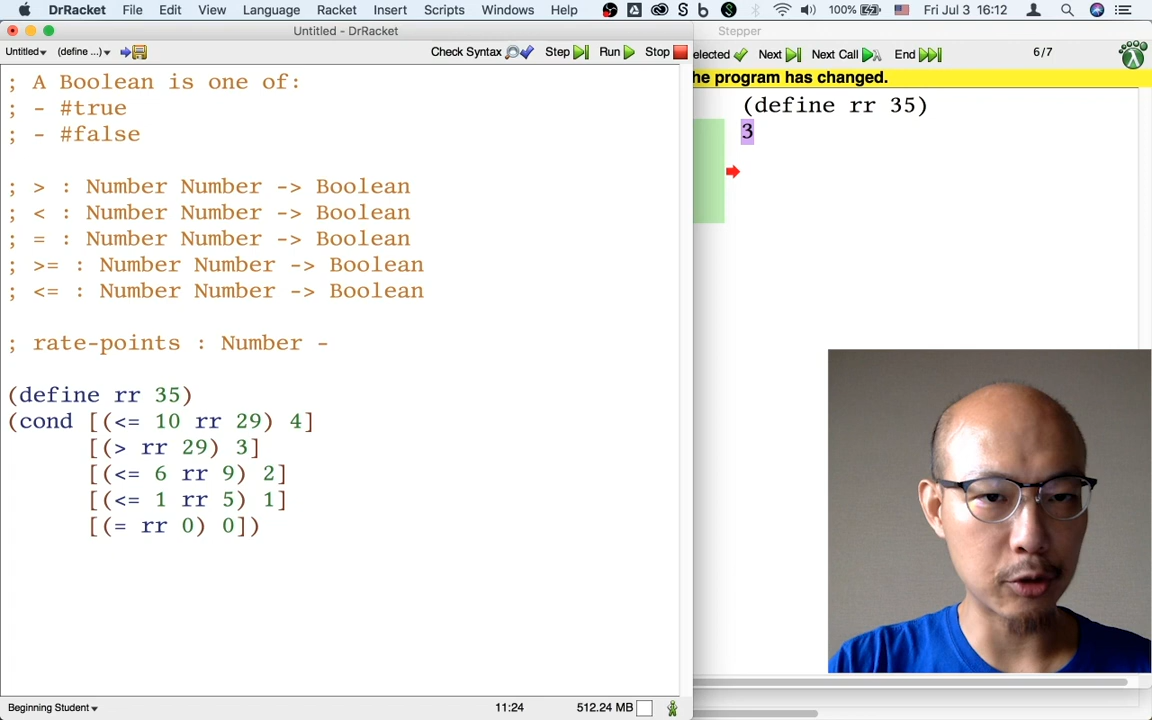 DrRacket File Edit View Language Racket Insert Scripts Windows Help 100% Fri Jul 3 16:12
Untitled - DrRacket
Stepper
Untitled (define ...) Check Syntax Step Run Stop
elected Next Next Call End 6/7
he program has changed.
; A Boolean is one of:
; - #true
; - #false
; > : Number Number -> Boolean
; < : Number Number -> Boolean
; = : Number Number -> Boolean
; >= : Number Number -> Boolean
; <= : Number Number -> Boolean
; rate-points : Number -
(define rr 35)
(cond [(<= 10 rr 29) 4]
[(> rr 29) 3]
[(<= 6 rr 9) 2]
[(<= 1 rr 5) 1]
[(= rr 0) 0])
(define rr 35)
3
Beginning Student 11:24 512.24 MB